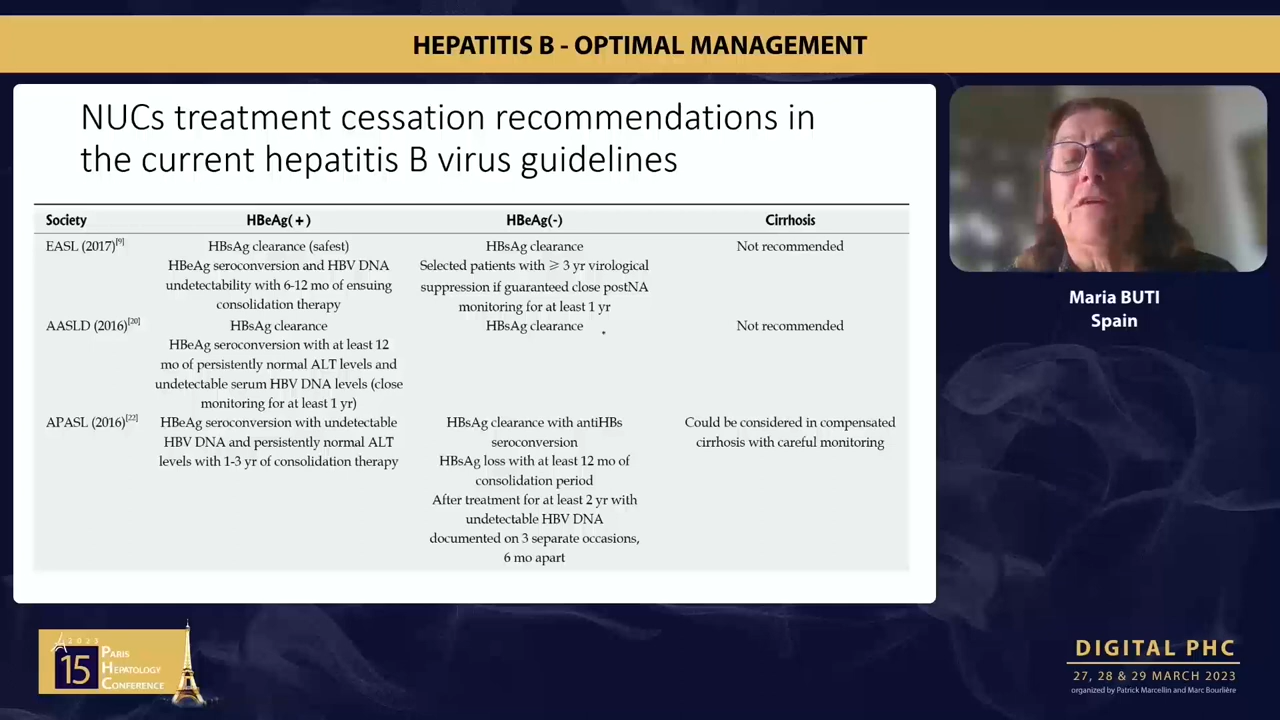 HEPATITIS B - OPTIMAL MANAGEMENT
NUCs treatment cessation recommendations in
the current hepatitis B virus guidelines
Society HBeAg(+) HBeAg(-) Cirrhosis
EASL (2017)[9] HBsAg clearance (safest) HBsAg clearance Not recommended
HBeAg seroconversion and HBV DNA Selected patients with ⩾ 3 yr virological
undetectability with 6-12 mo of ensuing suppression if guaranteed close postNA
consolidation therapy monitoring for at least 1 yr
AASLD (2016)[20] HBsAg clearance HBsAg clearance Not recommended
HBeAg seroconversion with at least 12
mo of persistently normal ALT levels and
undetectable serum HBV DNA levels (close
monitoring for at least 1 yr)
APASL (2016)[22] HBeAg seroconversion with undetectable HBsAg clearance with antiHBs Could be considered in compensated
HBV DNA and persistently normal ALT seroconversion cirrhosis with careful monitoring
levels with 1-3 yr of consolidation therapy HBsAg loss with at least 12 mo of
consolidation period
After treatment for at least 2 yr with
undetectable HBV DNA
documented on 3 separate occasions,
6 mo apart
Maria BUTI
Spain
2023
15 PARIS
HEPATOLOGY
CONFERENCE
DIGITAL PHC
27, 28 & 29 MARCH 2023
organized by Patrick Marcellin and Marc Bourlière